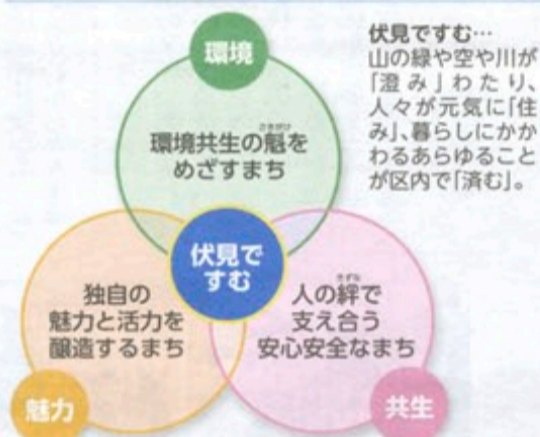 環境
環境共生の魁を
めざすまち
伏見で
すむ
独自の
魅力と活力を
醸造するまち
人の絆で
支え合う
安心安全なまち
魅力
共生
伏見ですむ…
山の緑や空や川が
「澄み」わたり、
人々が元気に「住
み」、暮らしにかか
わるあらゆること
が区内で「済む」。